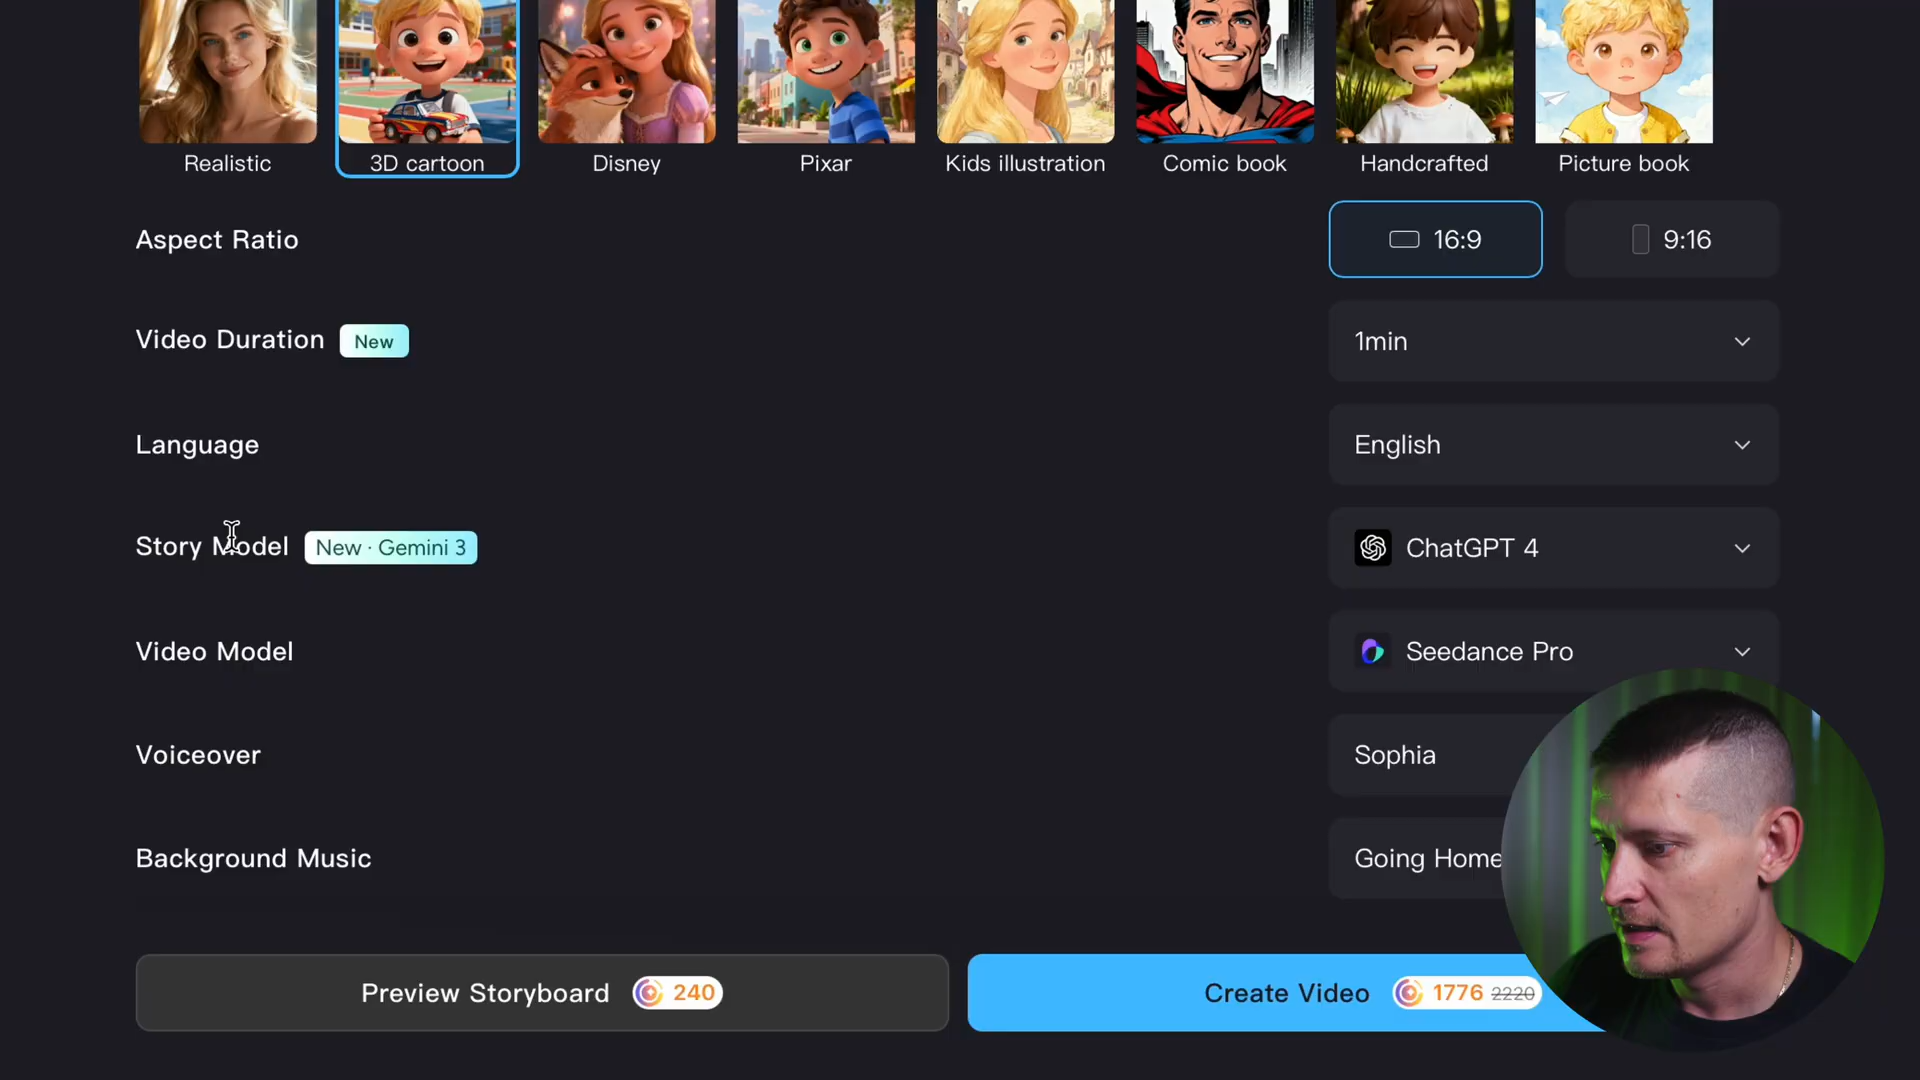 Realistic
3D cartoon
Disney
Pixar
Kids illustration
Comic book
Handcrafted
Picture book
Aspect Ratio
16:9
9:16
Video Duration New
1min
Language
English
Story Model New · Gemini 3
ChatGPT 4
Video Model
Seedance Pro
Voiceover
Sophia
Background Music
Going Home
Preview Storyboard 240
Create Video 1776 2220